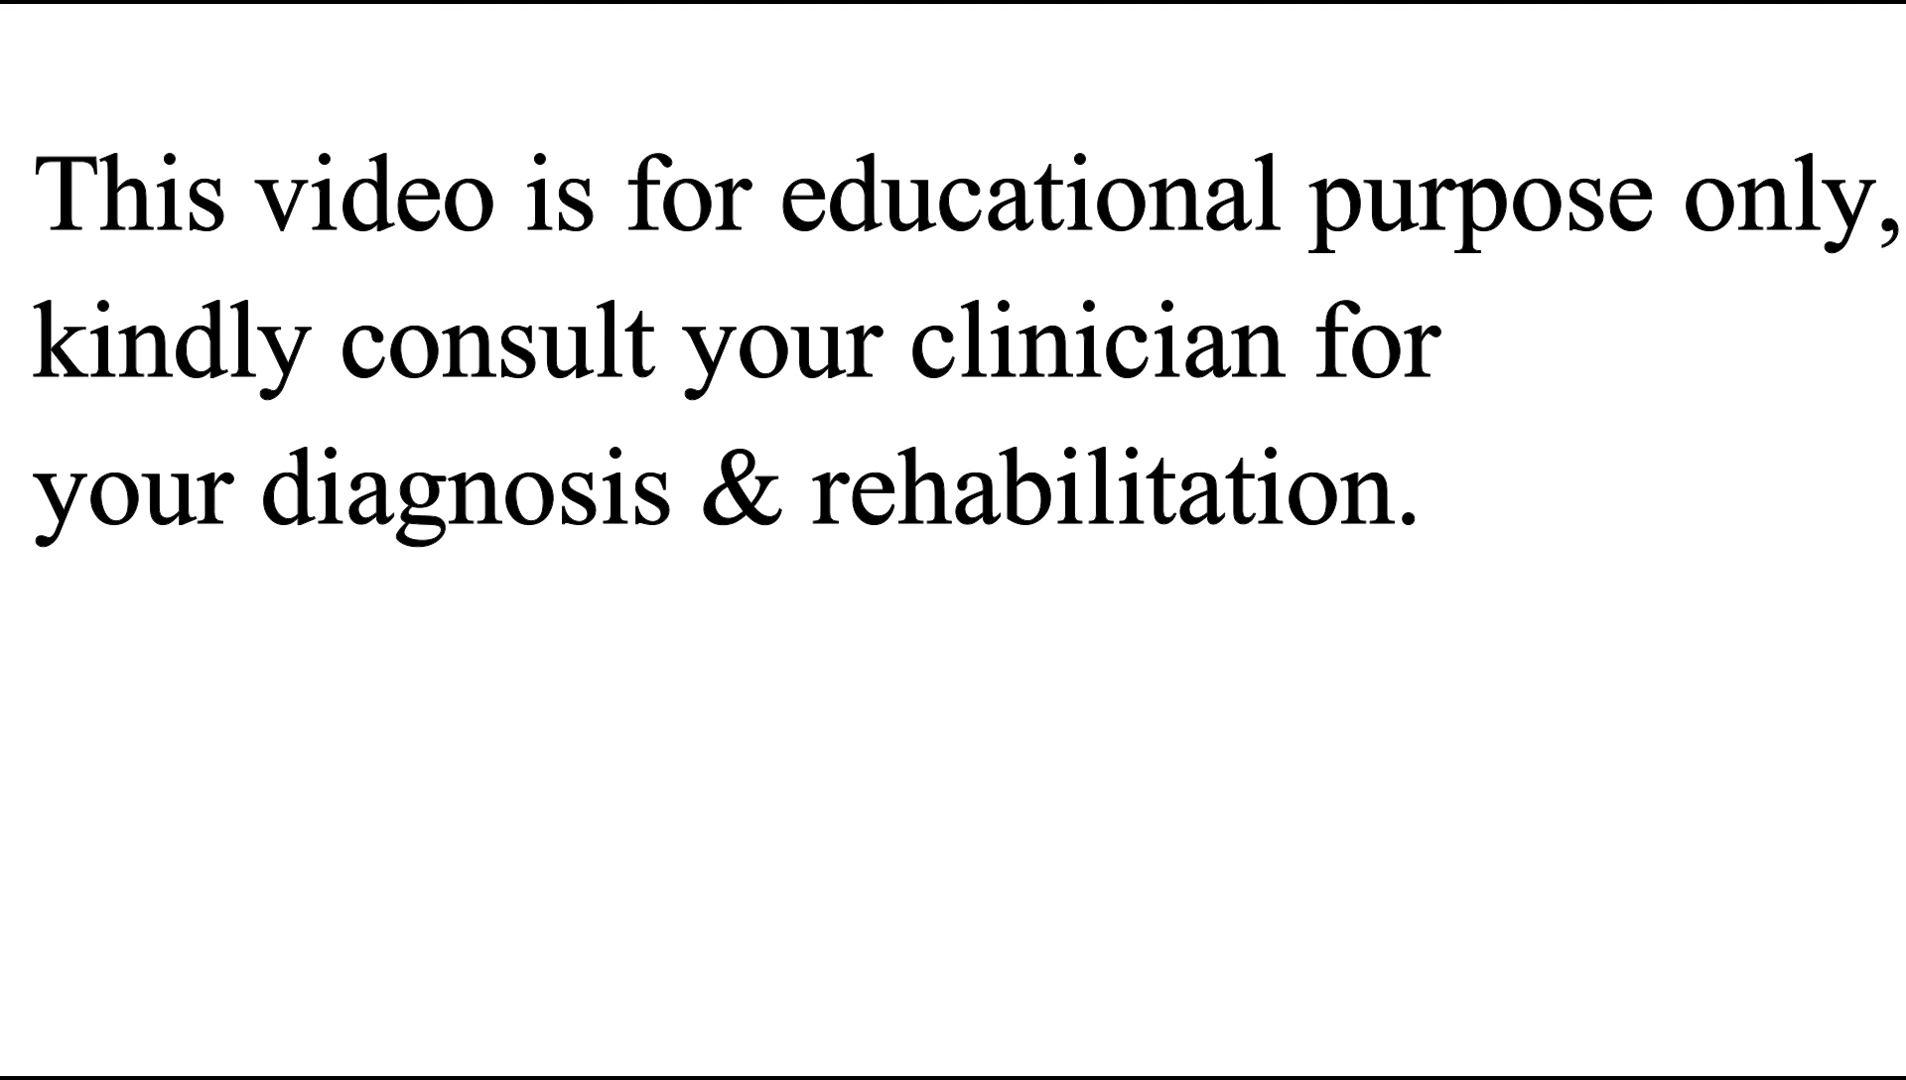 This video is for educational purpose only,
kindly consult your clinician for
your diagnosis & rehabilitation.